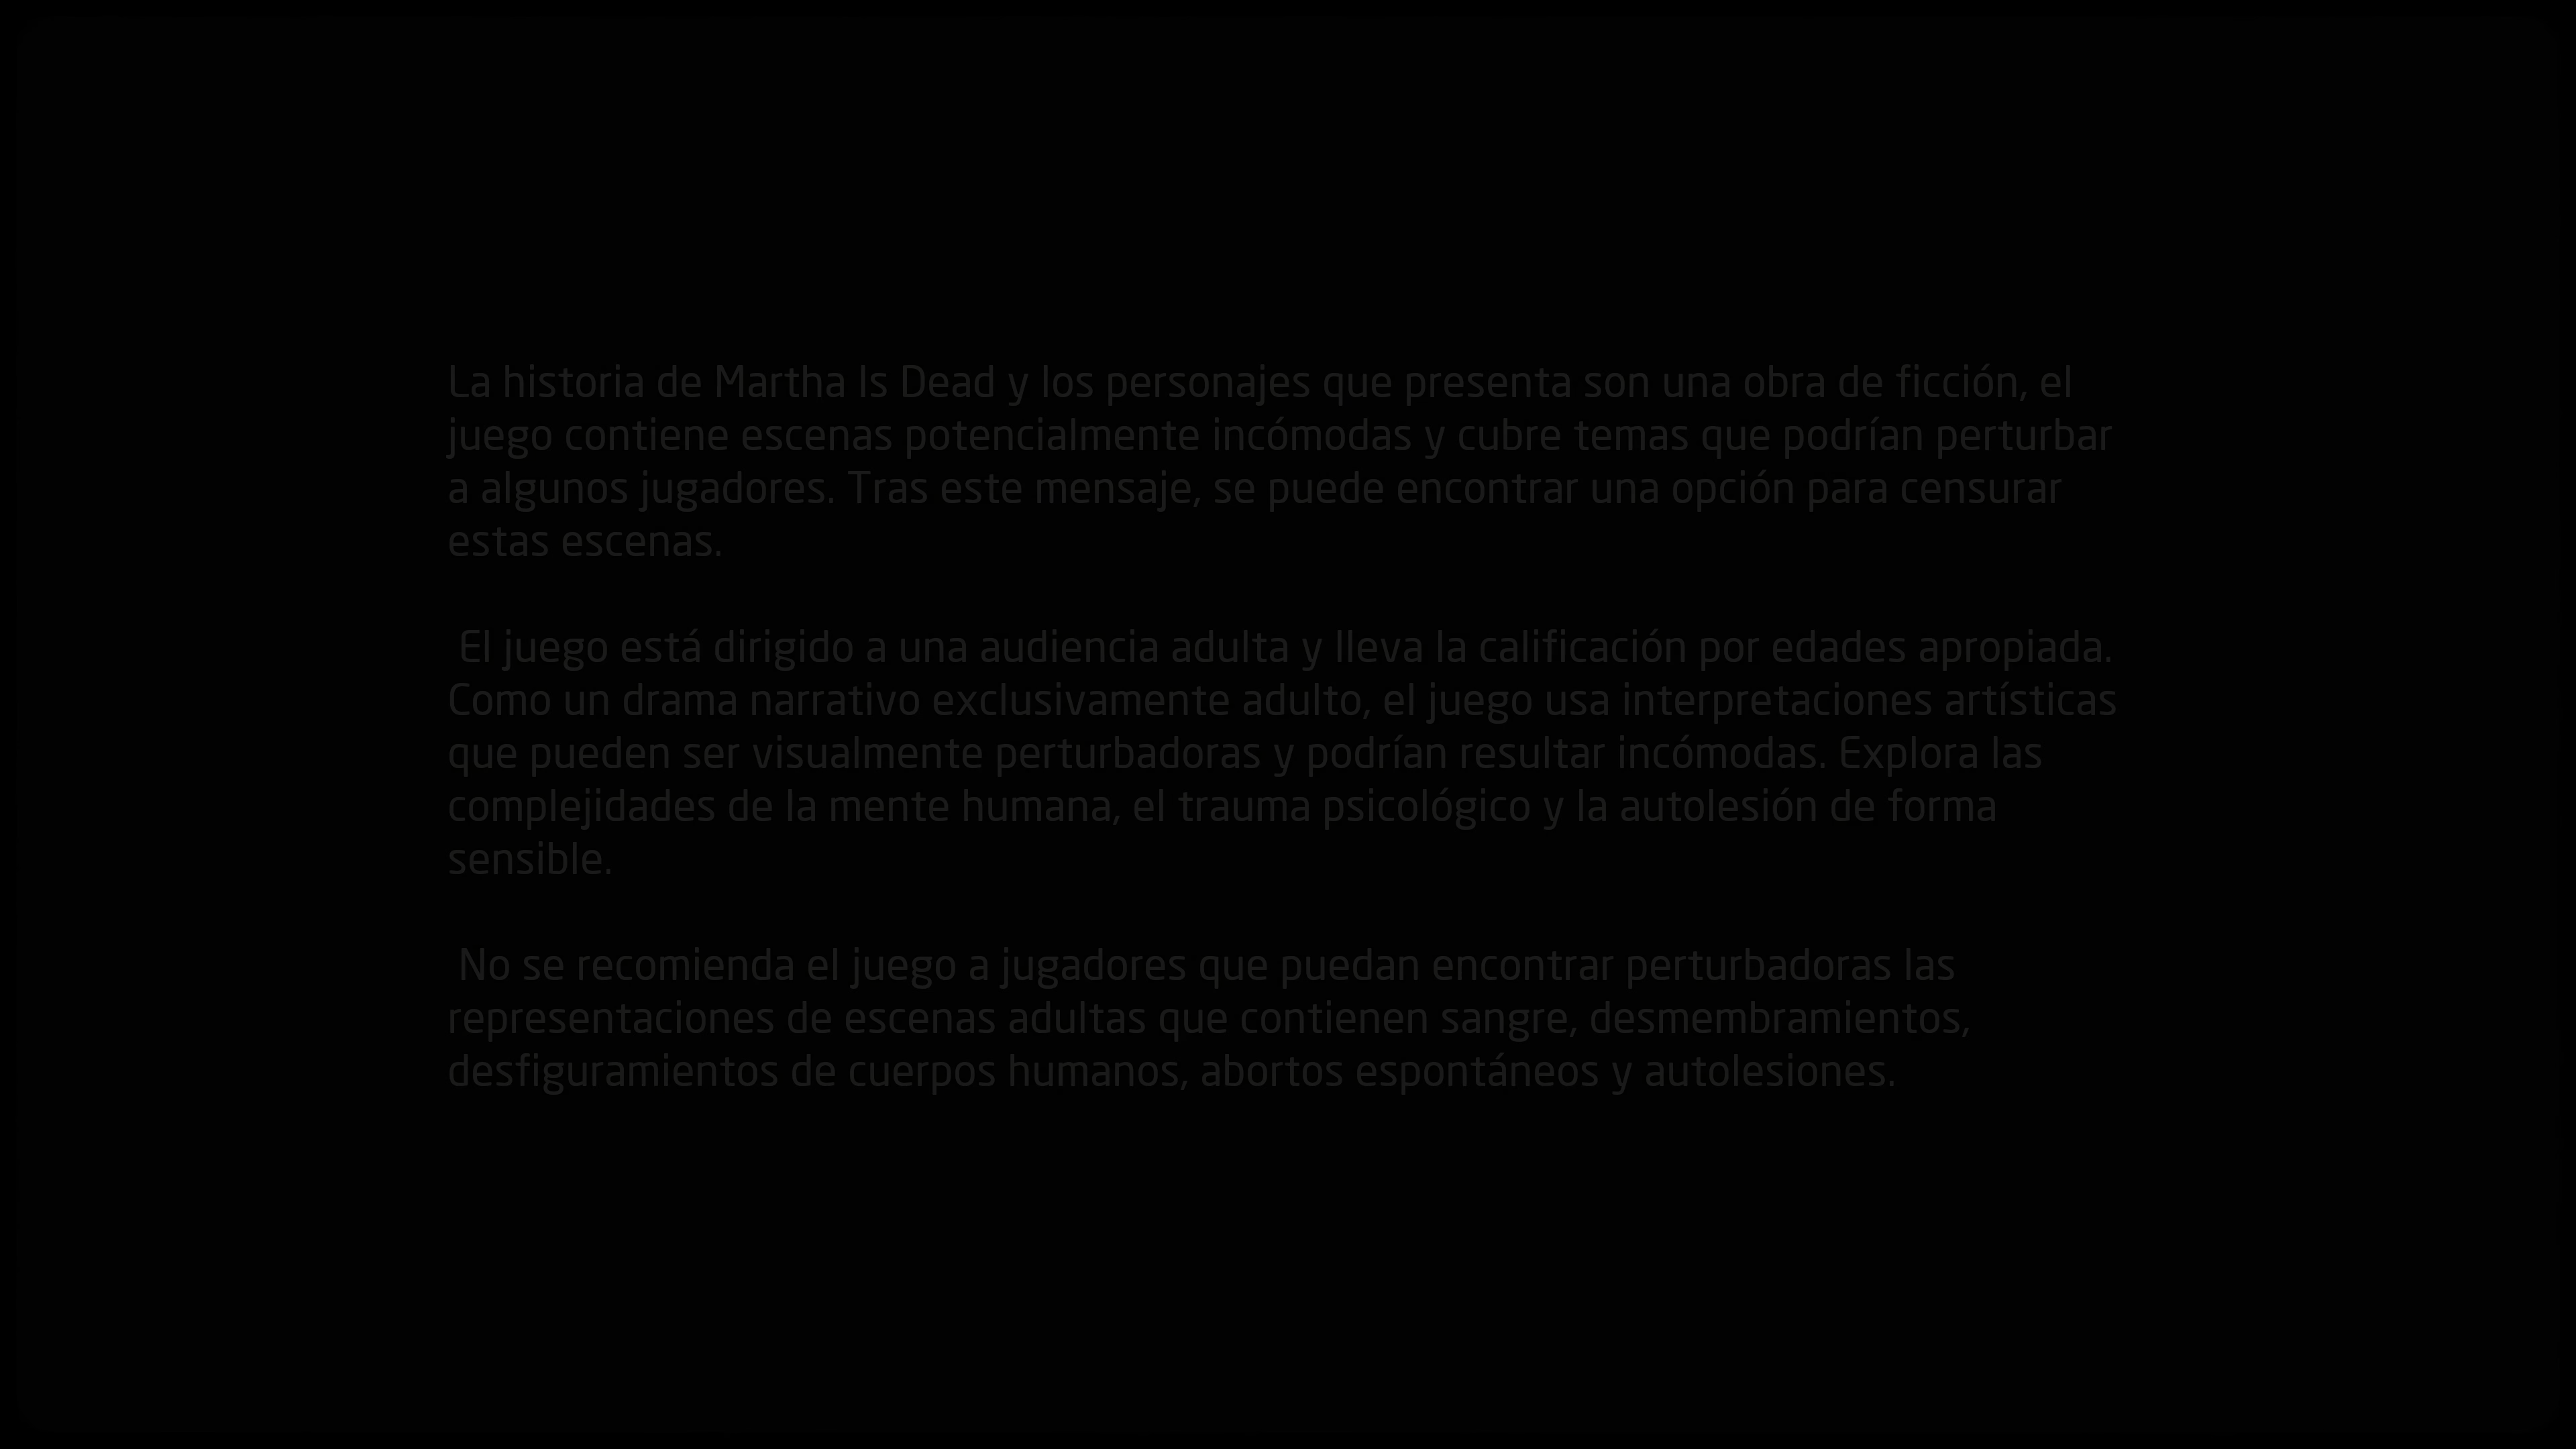 La historia de Martha Is Dead y los personajes que presenta son una obra de ficción, el
juego contiene escenas potencialmente incómodas y cubre temas que podrían perturbar
a algunos jugadores. Tras este mensaje, se puede encontrar una opción para censurar
estas escenas.
El juego está dirigido a una audiencia adulta y lleva la calificación por edades apropiada.
Como un drama narrativo exclusivamente adulto, el juego usa interpretaciones artísticas
que pueden ser visualmente perturbadoras y podrían resultar incómodas. Explora las
complejidades de la mente humana, el trauma psicológico y la autolesión de forma
sensible.
No se recomienda el juego a jugadores que puedan encontrar perturbadoras las
representaciones de escenas adultas que contienen sangre, desmembramientos,
desfiguramientos de cuerpos humanos, abortos espontáneos y autolesiones.